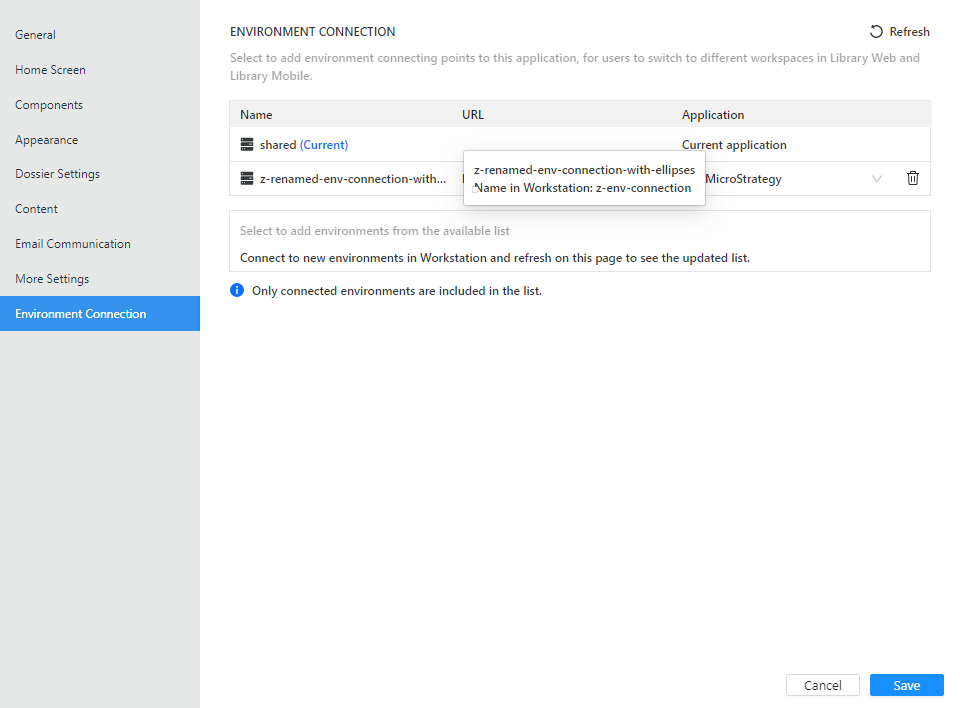 General
Home Screen
Components
Appearance
Dossier Settings
Content
Email Communication
More Settings
Environment Connection
ENVIRONMENT CONNECTION
Refresh
Select to add environment connecting points to this application, for users to switch to different workspaces in Library Web and
Library Mobile.
Name URL Application
shared (Current) Current application
z-renamed-env-connection-with... MicroStrategy
z-renamed-env-connection-with-ellipses
Name in Workstation: z-env-connection
Select to add environments from the available list
Connect to new environments in Workstation and refresh on this page to see the updated list.
Only connected environments are included in the list.
Cancel Save